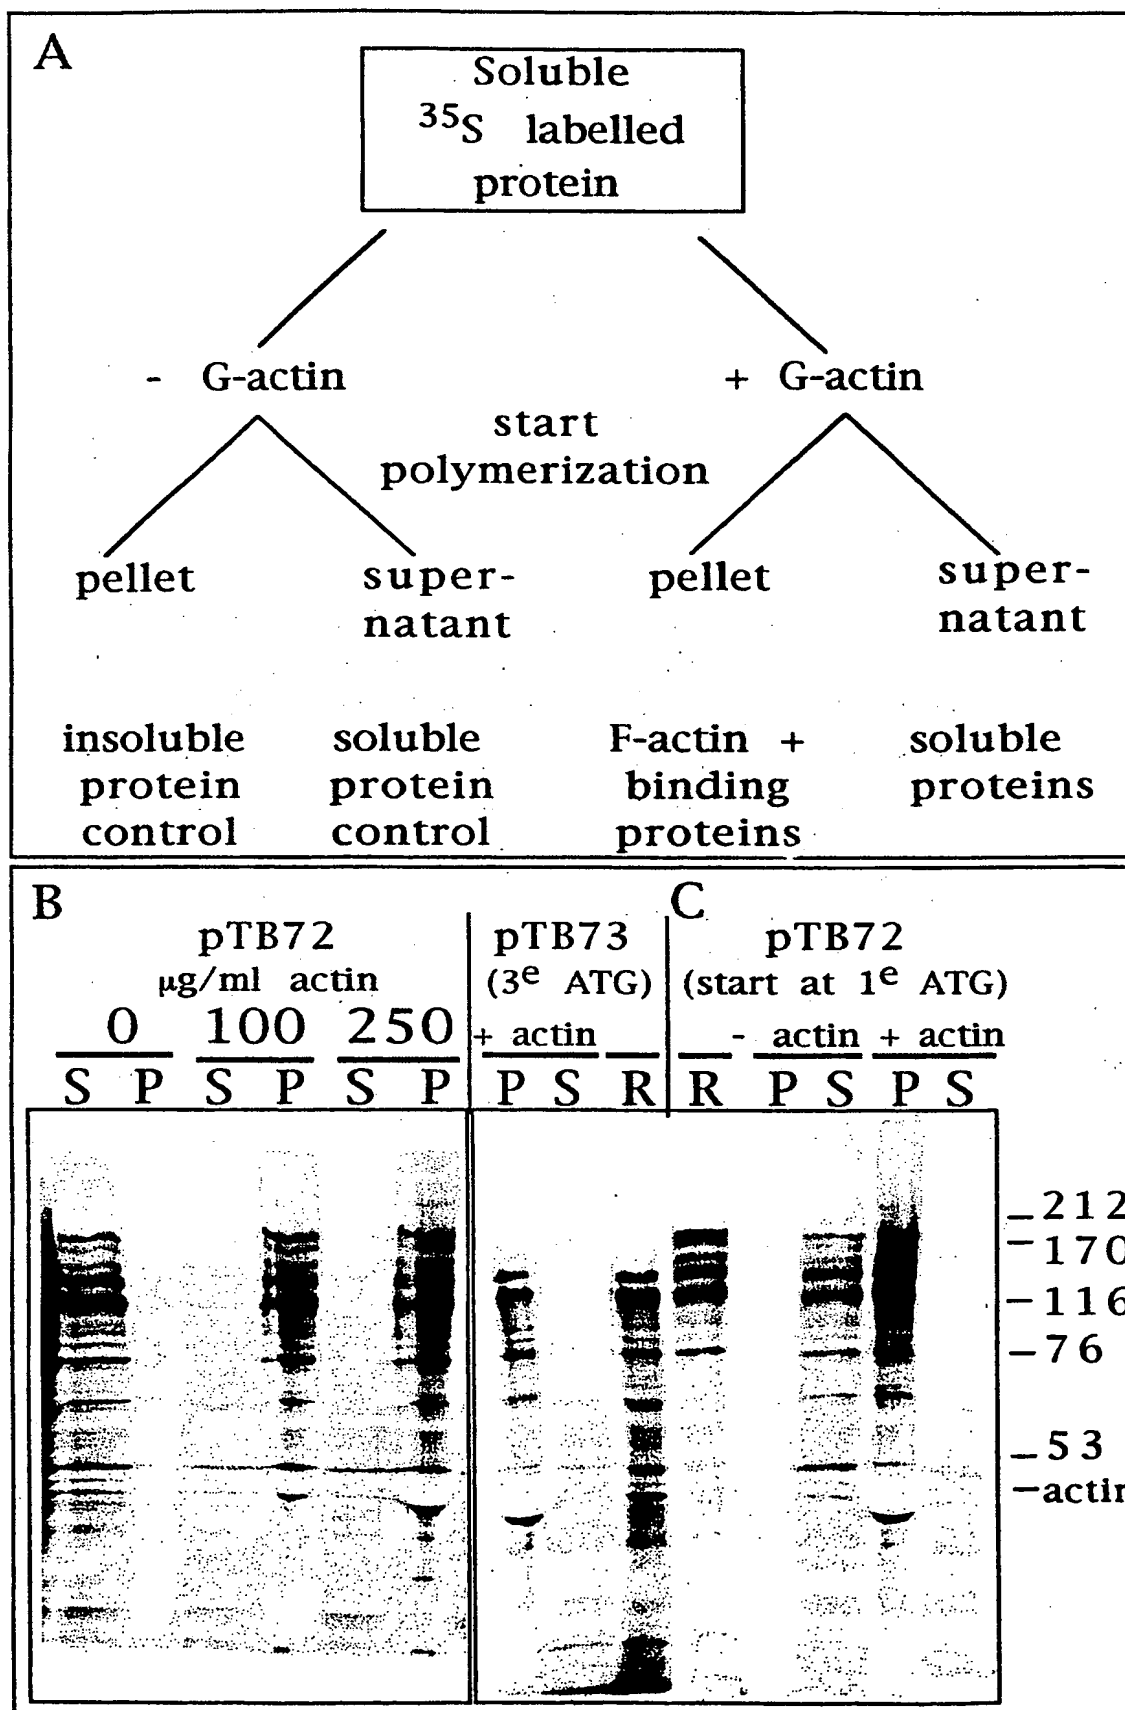 A
Soluble
35S labelled
protein
- G-actin
+ G-actin
start
polymerization
pellet
super-
natant
pellet
super-
natant
insoluble
protein
control
soluble
protein
control
F-actin +
binding
proteins
soluble
proteins
B
pTB72
µg/ml actin
0 100 250
S P S P S P
pTB73
(3e ATG)
+ actin
P S R
C
pTB72
(start at 1e ATG)
- actin + actin
R P S P S
212
170
116
76
53
actin